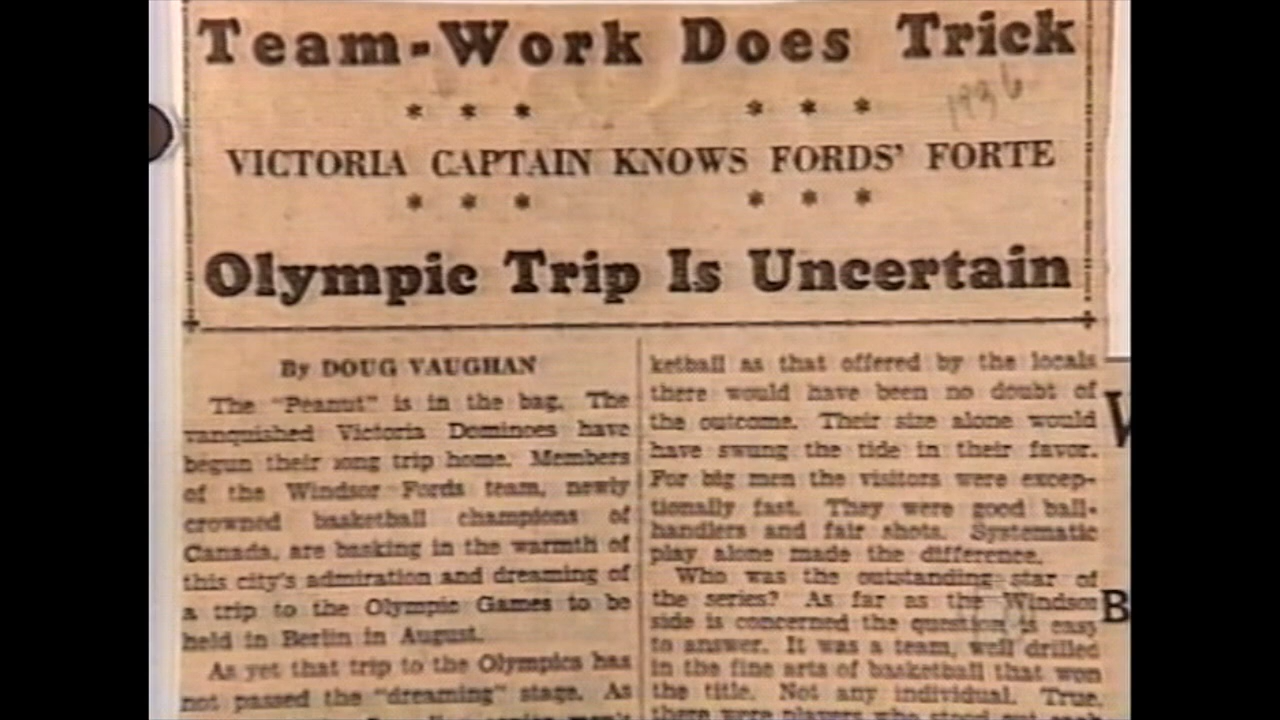 Team-Work Does Trick
* * * * * *
1936
VICTORIA CAPTAIN KNOWS FORDS' FORTE
* * * * * *
Olympic Trip Is Uncertain
By DOUG VAUGHAN
The "Peanut" is in the bag. The
vanquished Victoria Dominoes have
begun their long trip home. Members
of the Windsor Fords team, newly
crowned basketball champions of
Canada, are basking in the warmth of
this city's admiration and dreaming of
a trip to the Olympic Games to be
held in Berlin in August.
As yet that trip to the Olympics has
not passed the "dreaming" stage. As
ketball as that offered by the locals
there would have been no doubt of
the outcome. Their size alone would
have swung the tide in their favor.
For big men the visitors were excep-
tionally fast. They were good ball-
handlers and fair shots. Systematic
play alone made the difference.
Who was the outstanding star of
the series? As far as the Windsor
side is concerned the question is easy
to answer. It was a team, well drilled
in the fine arts of basketball that won
the title. Not any individual. True,
there were players who stood out
B